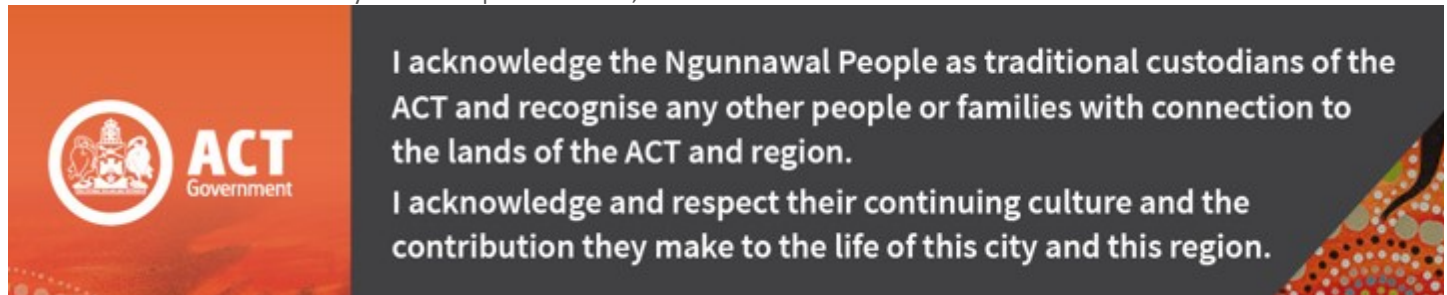 ACT
Government
I acknowledge the Ngunnawal People as traditional custodians of the
ACT and recognise any other people or families with connection to
the lands of the ACT and region.
I acknowledge and respect their continuing culture and the
contribution they make to the life of this city and this region.